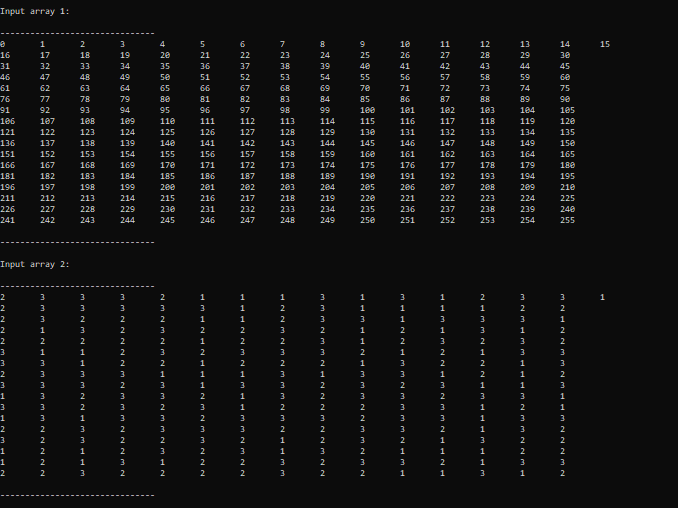 Input array 1:
-------------------------------
0 1 2 3 4 5 6 7 8 9 10 11 12 13 14 15
16 17 18 19 20 21 22 23 24 25 26 27 28 29 30
31 32 33 34 35 36 37 38 39 40 41 42 43 44 45
46 47 48 49 50 51 52 53 54 55 56 57 58 59 60
61 62 63 64 65 66 67 68 69 70 71 72 73 74 75
76 77 78 79 80 81 82 83 84 85 86 87 88 89 90
91 92 93 94 95 96 97 98 99 100 101 102 103 104 105
106 107 108 109 110 111 112 113 114 115 116 117 118 119 120
121 122 123 124 125 126 127 128 129 130 131 132 133 134 135
136 137 138 139 140 141 142 143 144 145 146 147 148 149 150
151 152 153 154 155 156 157 158 159 160 161 162 163 164 165
166 167 168 169 170 171 172 173 174 175 176 177 178 179 180
181 182 183 184 185 186 187 188 189 190 191 192 193 194 195
196 197 198 199 200 201 202 203 204 205 206 207 208 209 210
211 212 213 214 215 216 217 218 219 220 221 222 223 224 225
226 227 228 229 230 231 232 233 234 235 236 237 238 239 240
241 242 243 244 245 246 247 248 249 250 251 252 253 254 255
-------------------------------
Input array 2:
-------------------------------
2 3 3 3 2 1 1 1 3 1 3 1 2 3 3 1
2 3 3 3 3 3 1 2 3 1 1 1 1 2 2
2 3 2 2 2 1 1 2 3 3 1 3 3 3 1
2 1 3 2 3 2 2 3 2 1 2 1 3 1 2
2 2 2 2 1 2 2 2 3 1 2 3 2 3 2
3 1 1 2 3 2 3 3 3 2 1 2 1 3 3
3 3 1 2 2 1 2 2 2 1 3 2 2 1 3
2 3 3 3 1 1 1 3 1 3 3 1 2 1 2
3 3 3 2 3 1 3 3 2 3 2 3 1 1 3
1 3 2 3 3 2 1 3 2 3 3 2 3 3 1
3 3 2 3 2 3 1 2 2 2 3 3 1 2 1
1 3 1 3 3 2 3 3 3 2 3 3 1 3 3
2 2 3 2 3 3 3 2 2 3 3 2 1 3 2
3 2 3 2 2 3 2 1 2 3 2 1 3 2 2
1 2 1 2 3 2 3 1 3 2 1 1 1 2 2
1 2 1 3 1 2 2 3 2 3 3 2 1 3 3
2 2 3 2 2 2 2 3 2 2 1 1 3 1 2
-------------------------------